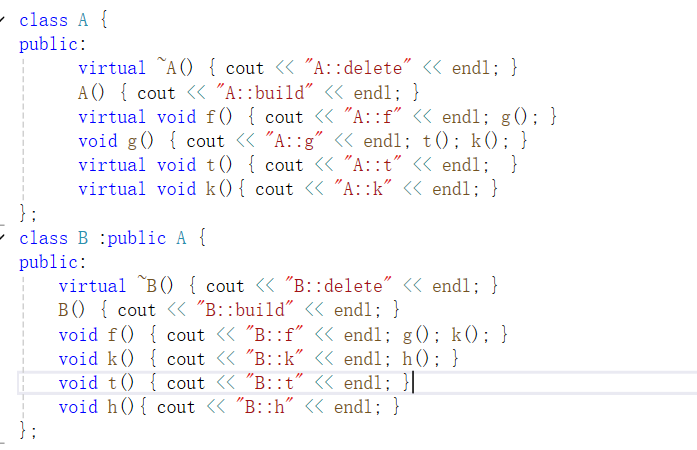 class A {
public:
virtual ~A() { cout << "A::delete" << endl; }
A() { cout << "A::build" << endl; }
virtual void f() { cout << "A::f" << endl; g(); }
void g() { cout << "A::g" << endl; t(); k(); }
virtual void t() { cout << "A::t" << endl;  }
virtual void k(){ cout << "A::k" << endl; }
};
class B :public A {
public:
virtual ~B() { cout << "B::delete" << endl; }
B() { cout << "B::build" << endl; }
void f() { cout << "B::f" << endl; g(); k(); }
void k() { cout << "B::k" << endl; h(); }
void t() { cout << "B::t" << endl; }
void h(){ cout << "B::h" << endl; }
};